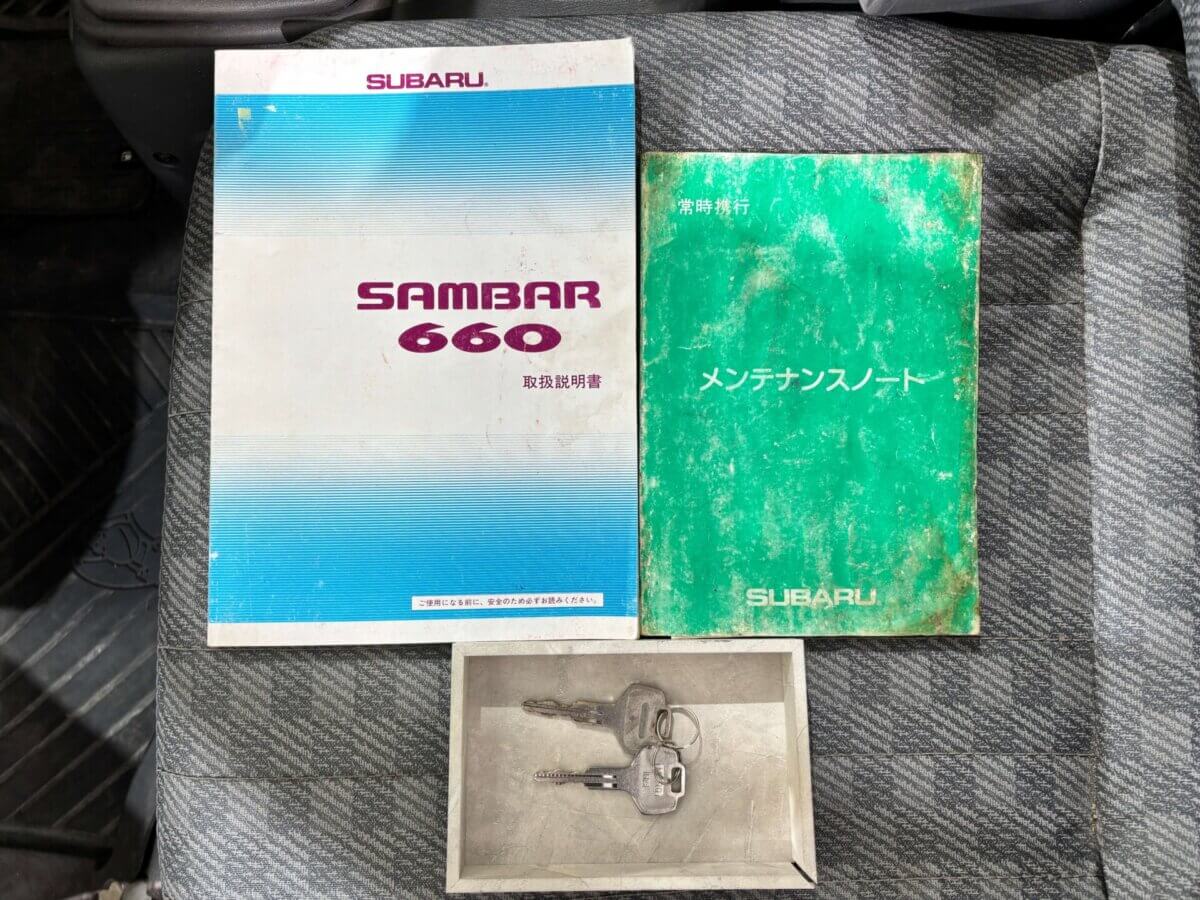 SUBARU®
SAMBAR
660
取扱説明書
ご使用になる前に、安全のため必ずお読みください。
常時携行
メンテナンスノート
SUBARU